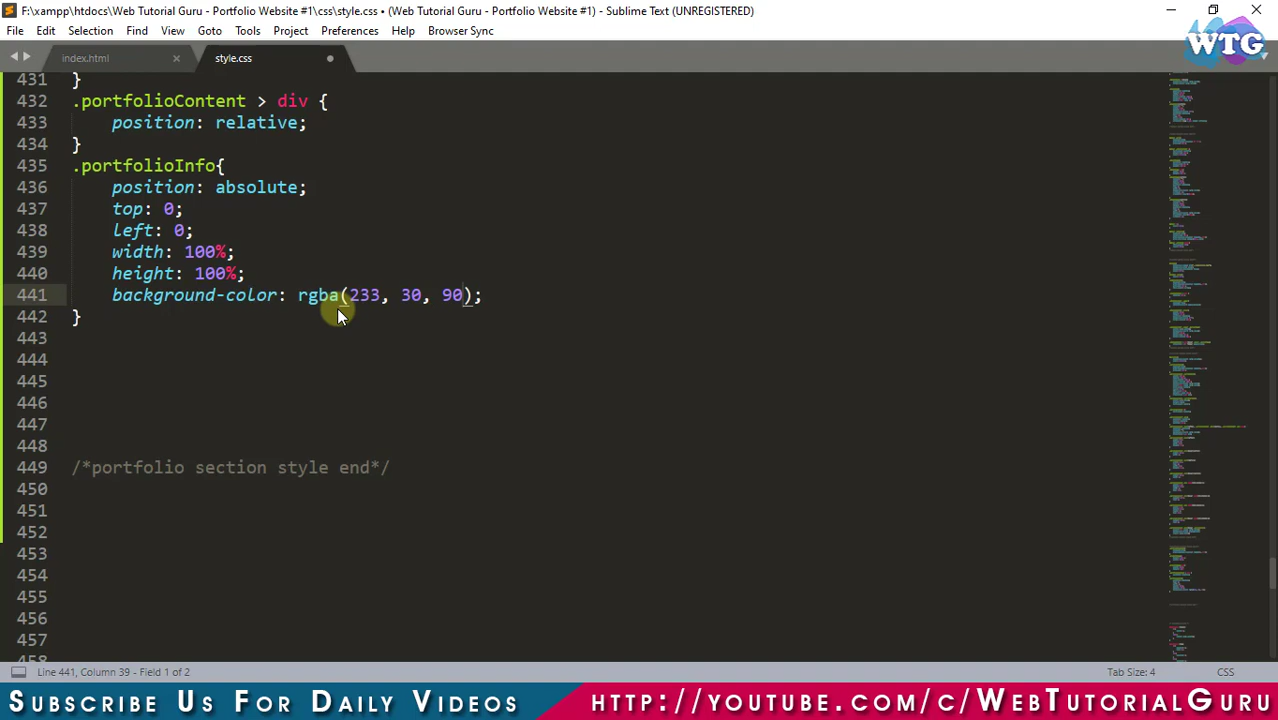 F:\xampp\htdocs\Web Tutorial Guru - Portfolio Website #1\css\style.css • (Web Tutorial Guru - Portfolio Website #1) - Sublime Text (UNREGISTERED)
File Edit Selection Find View Goto Tools Project Preferences Help Browser Sync
WTG
index.html style.css
431 }
432 .portfolioContent > div {
433 position: relative;
434 }
435 .portfolioInfo{
436 position: absolute;
437 top: 0;
438 left: 0;
439 width: 100%;
440 height: 100%;
441 background-color: rgba(233, 30, 90);
442 }
443
444
445
446
447
448
449 /*portfolio section style end*/
450
451
452
453
454
455
456
457
458
Line 441, Column 39 - Field 1 of 2 Tab Size: 4 CSS
Subscribe Us For Daily Videos http://youtube.com/c/WebTutorialGuru